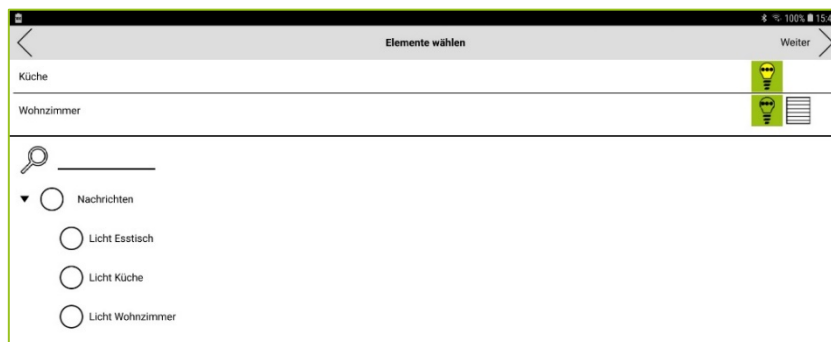 100% 15:4
Elemente wählen
Weiter
Küche
Wohnzimmer
Nachrichten
Licht Esstisch
Licht Küche
Licht Wohnzimmer